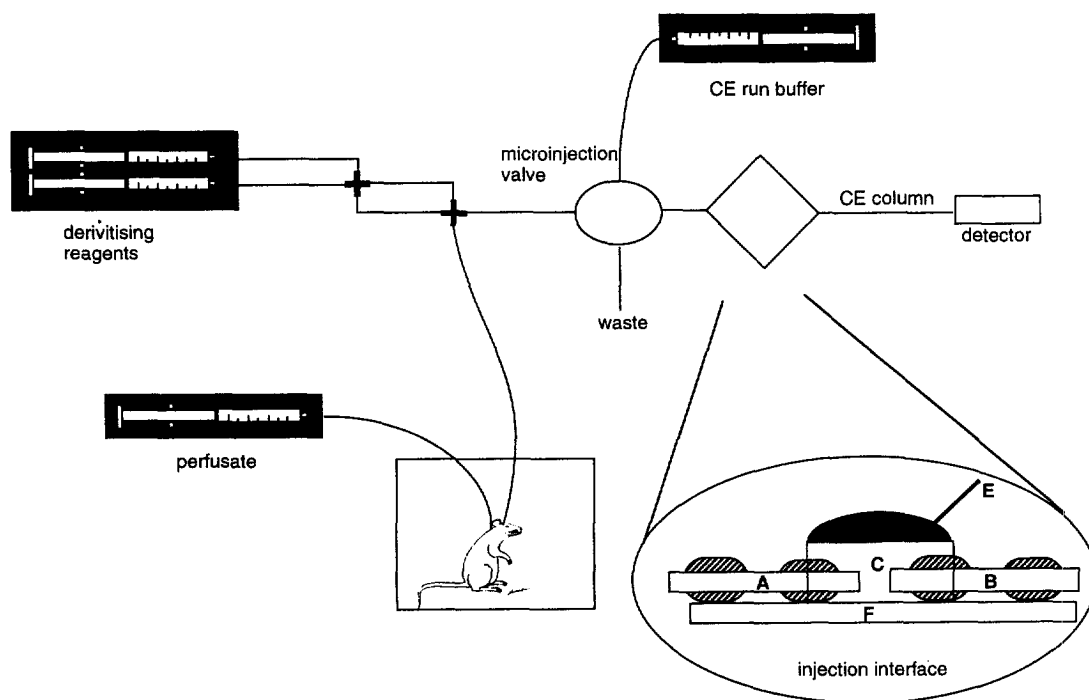 CE run buffer
microinjection
valve
CE column
detector
derivitising
reagents
waste
perfusate
E
C
A
B
F
injection interface